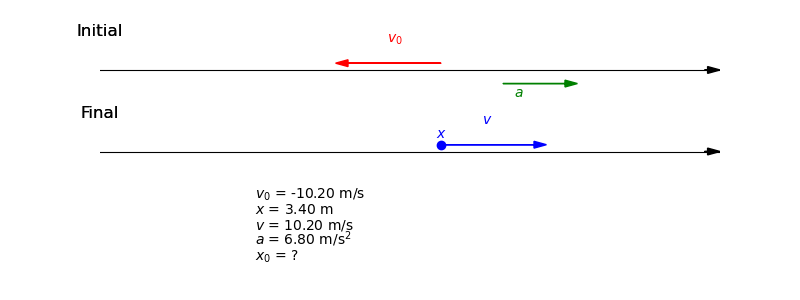 Initial
v₀
a
Final
v
x
v₀ = -10.20 m/s
x = 3.40 m
v = 10.20 m/s
a = 6.80 m/s²
x₀ = ?